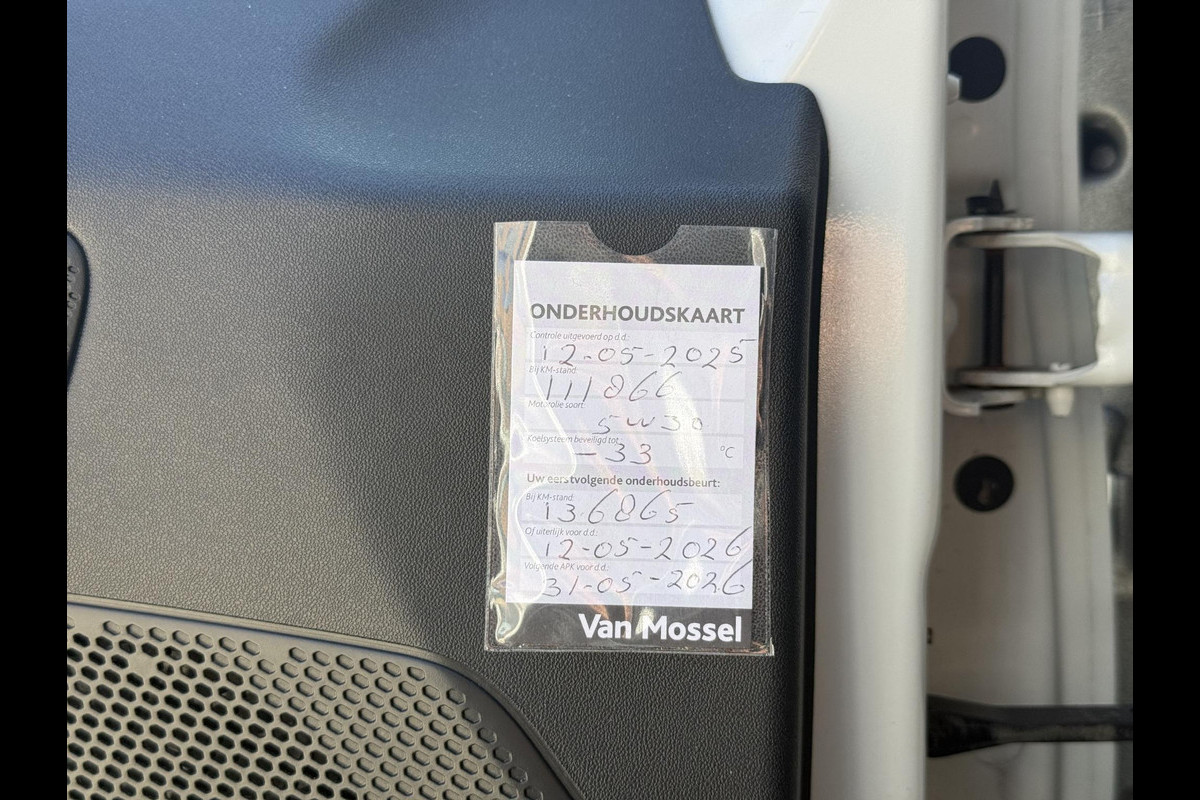 ONDERHOUDSKAART
Controle uitgevoerd op d.d.:
12-05-2025
Bij KM-stand:
111866
Motorolie soort:
5W30
Koelsysteem beveiligd tot
-33 °C
Uw eerstvolgende onderhoudsbeurt:
Bij KM-stand:
136865
Of uiterlijk voor d.d.:
12-05-2026
Volgende APK voor d.d.:
31-05-2026
Van Mossel